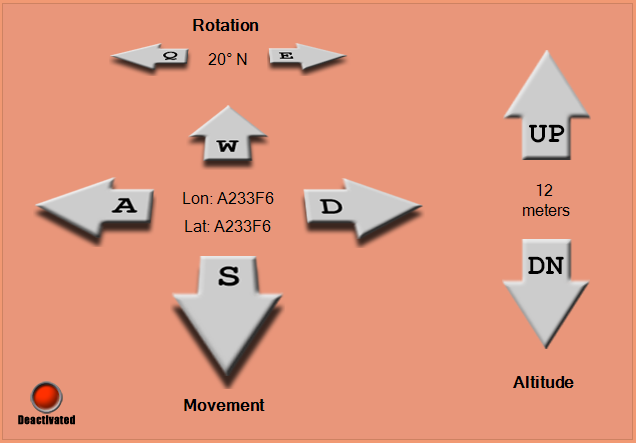 Rotation
Q
20° N
E
W
UP
A
Lon: A233F6
Lat: A233F6
D
12
meters
S
DN
Altitude
Deactivated
Movement